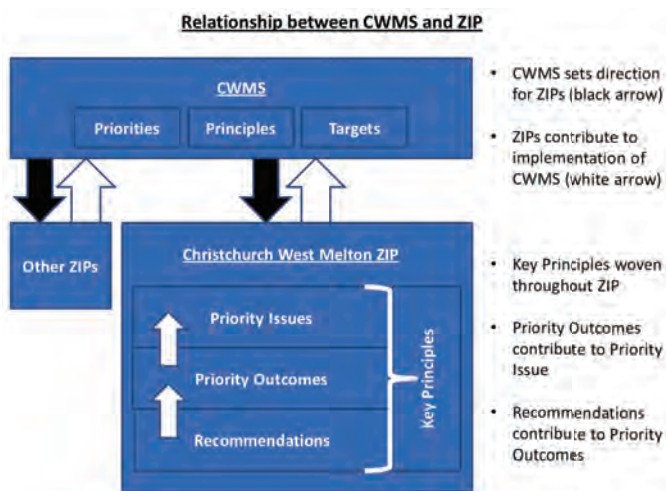 Relationship between CWMS and ZIP
CWMS
Priorities
Principles
Targets
• CWMS sets direction
for ZIPs (black arrow)
• ZIPs contribute to
implementation of
CWMS (white arrow)
Other ZIPs
Christchurch West Melton ZIP
Priority Issues
Priority Outcomes
Recommendations
Key Principles
• Key Principles woven
throughout ZIP
• Priority Outcomes
contribute to Priority
Issue
• Recommendations
contribute to Priority
Outcomes